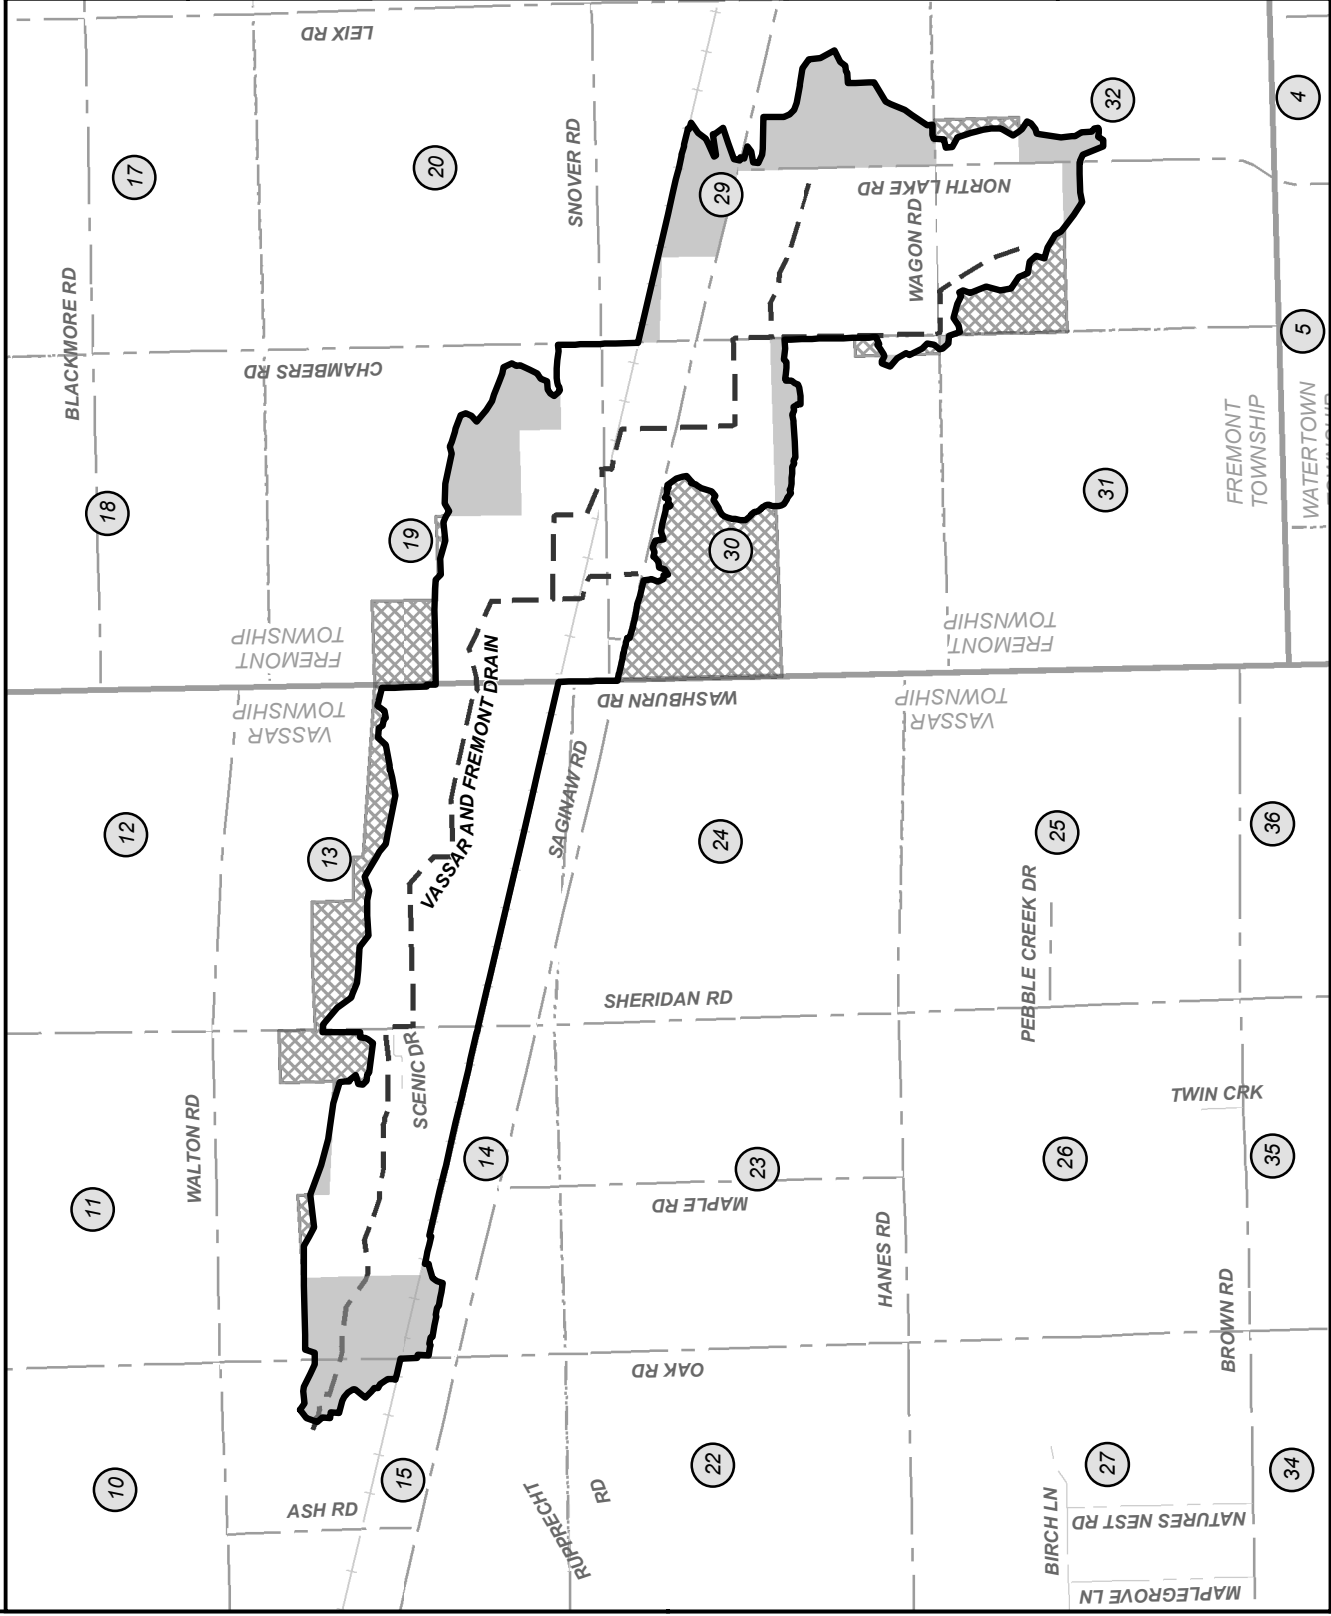 LEIX RD
17
20
SNOVER RD
BLACKMORE RD
CHAMBERS RD
18
19
29
NORTH LAKE RD
WAGON RD
32
4
5
FREMONT
TOWNSHIP
WATERTOWN
31
30
FREMONT
TOWNSHIP
FREMONT
TOWNSHIP
VASSAR
TOWNSHIP
VASSAR
TOWNSHIP
WASHBURN RD
VASSAR AND FREMONT DRAIN
SAGINAW RD
12
13
24
25
36
PEBBLE CREEK DR
SHERIDAN RD
SCENIC DR
WALTON RD
TWIN CRK
11
14
23
26
35
MAPLE RD
HANES RD
BROWN RD
OAK RD
10
15
22
27
34
ASH RD
RUPPRECHT
RD
BIRCH LN
NATURES NEST RD
MAPLEGROVE LN